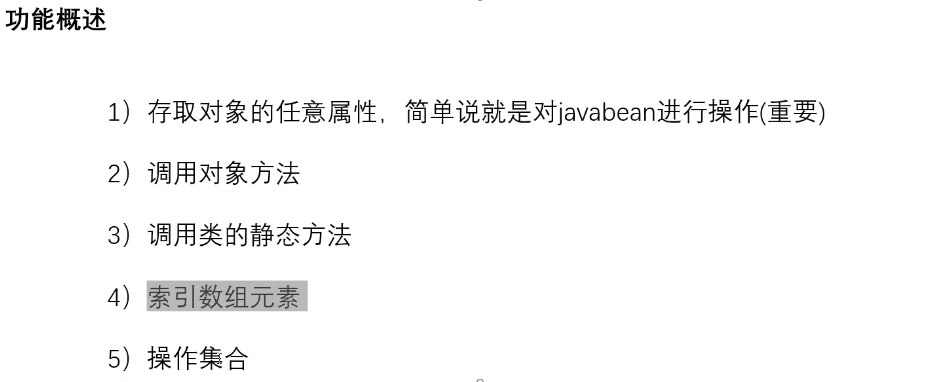 功能概述
1）存取对象的任意属性，简单说就是对javabean进行操作(重要)
2）调用对象方法
3）调用类的静态方法
4）索引数组元素
5）操作集合